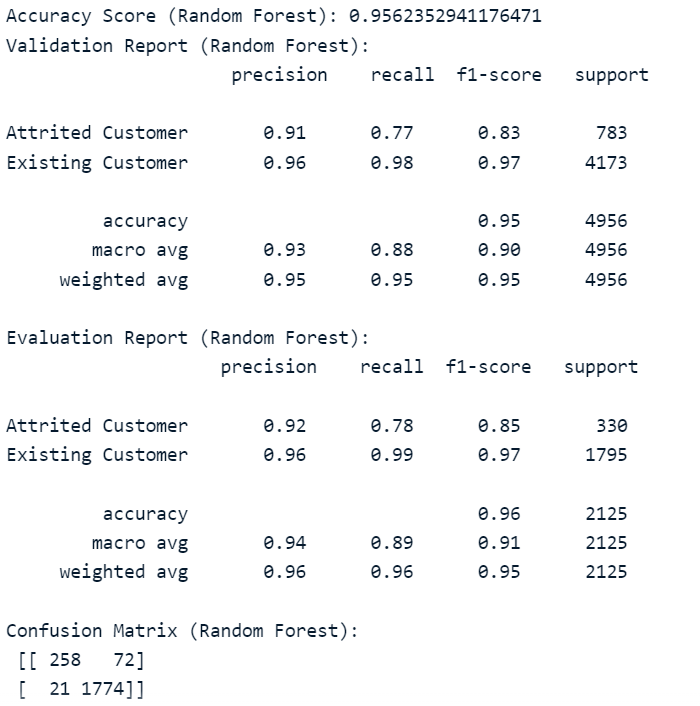 Accuracy Score (Random Forest): 0.9562352941176471
Validation Report (Random Forest):
precision recall f1-score support
Attrited Customer 0.91 0.77 0.83 783
Existing Customer 0.96 0.98 0.97 4173
accuracy 0.95 4956
macro avg 0.93 0.88 0.90 4956
weighted avg 0.95 0.95 0.95 4956
Evaluation Report (Random Forest):
precision recall f1-score support
Attrited Customer 0.92 0.78 0.85 330
Existing Customer 0.96 0.99 0.97 1795
accuracy 0.96 2125
macro avg 0.94 0.89 0.91 2125
weighted avg 0.96 0.96 0.95 2125
Confusion Matrix (Random Forest):
[[ 258 72]
[ 21 1774]]